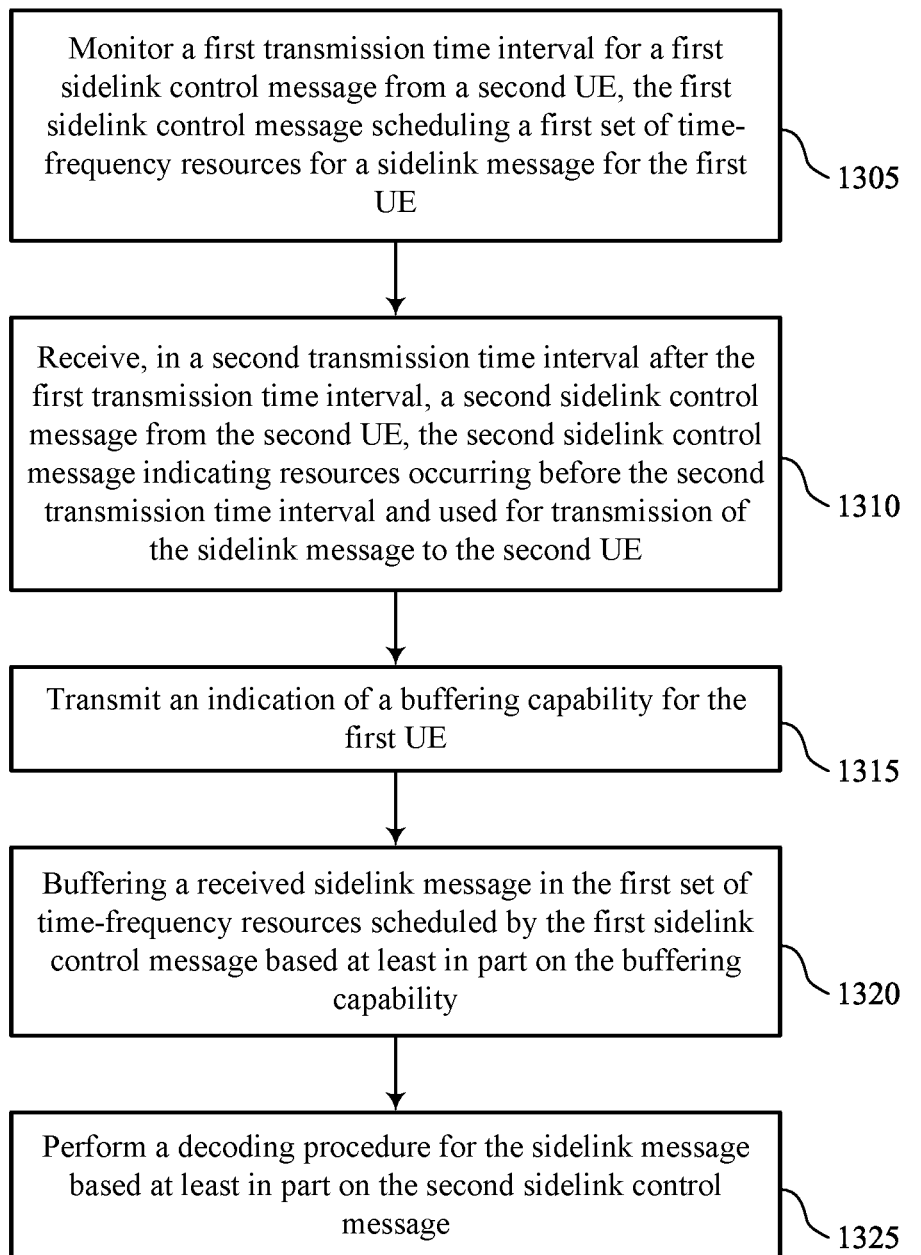 Monitor a first transmission time interval for a first
sidelink control message from a second UE, the first
sidelink control message scheduling a first set of time-
frequency resources for a sidelink message for the first
UE
1305
Receive, in a second transmission time interval after the
first transmission time interval, a second sidelink control
message from the second UE, the second sidelink control
message indicating resources occurring before the second
transmission time interval and used for transmission of
the sidelink message to the second UE
1310
Transmit an indication of a buffering capability for the
first UE
1315
Buffering a received sidelink message in the first set of
time-frequency resources scheduled by the first sidelink
control message based at least in part on the buffering
capability
1320
Perform a decoding procedure for the sidelink message
based at least in part on the second sidelink control
message
1325